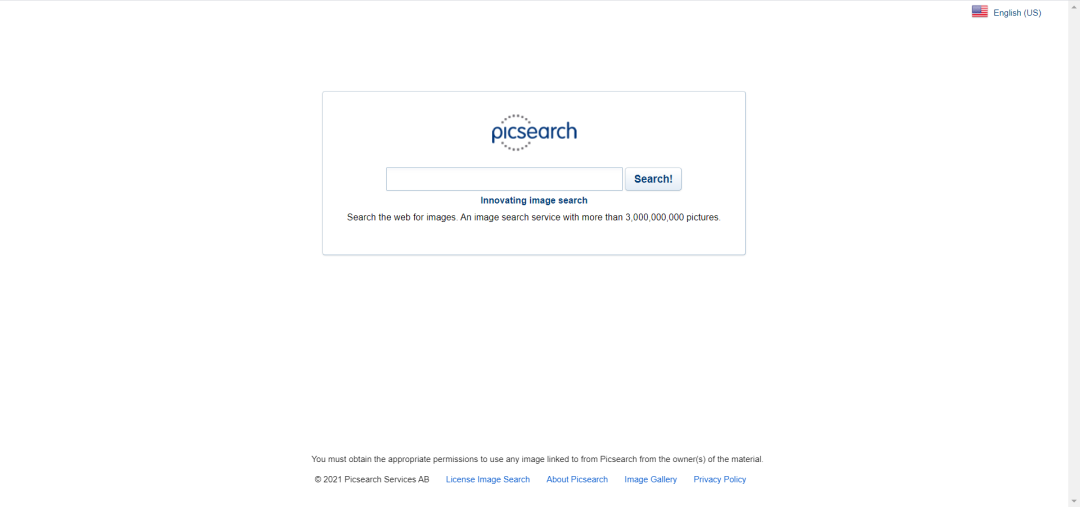 English (US)
picsearch
Search!
Innovating image search
Search the web for images. An image search service with more than 3,000,000,000 pictures.
You must obtain the appropriate permissions to use any image linked to from Picsearch from the owner(s) of the material.
© 2021 Picsearch Services AB License Image Search About Picsearch Image Gallery Privacy Policy